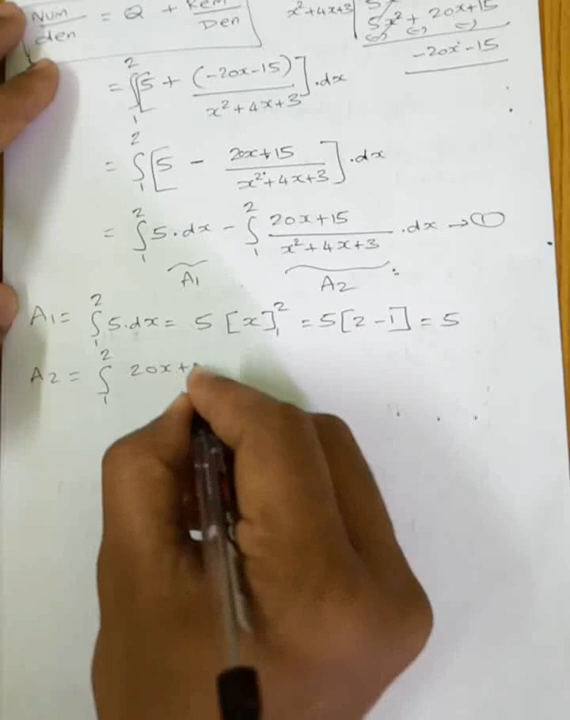 Num/Den = Q + Rem/Den
x²+4x+3 | 5x² + 20x+15
(-) (-) (-)
-20x-15
= ∫₁² [5 + (-20x-15)/(x²+4x+3)] .dx
= ∫₁² [5 - (20x+15)/(x²+4x+3)] .dx
= ∫₁² 5.dx - ∫₁² (20x+15)/(x²+4x+3) .dx → ①
A₁ A₂
A₁ = ∫₁² 5.dx = 5[x]₁² = 5[2-1] = 5
A₂ = ∫₁² 20x+